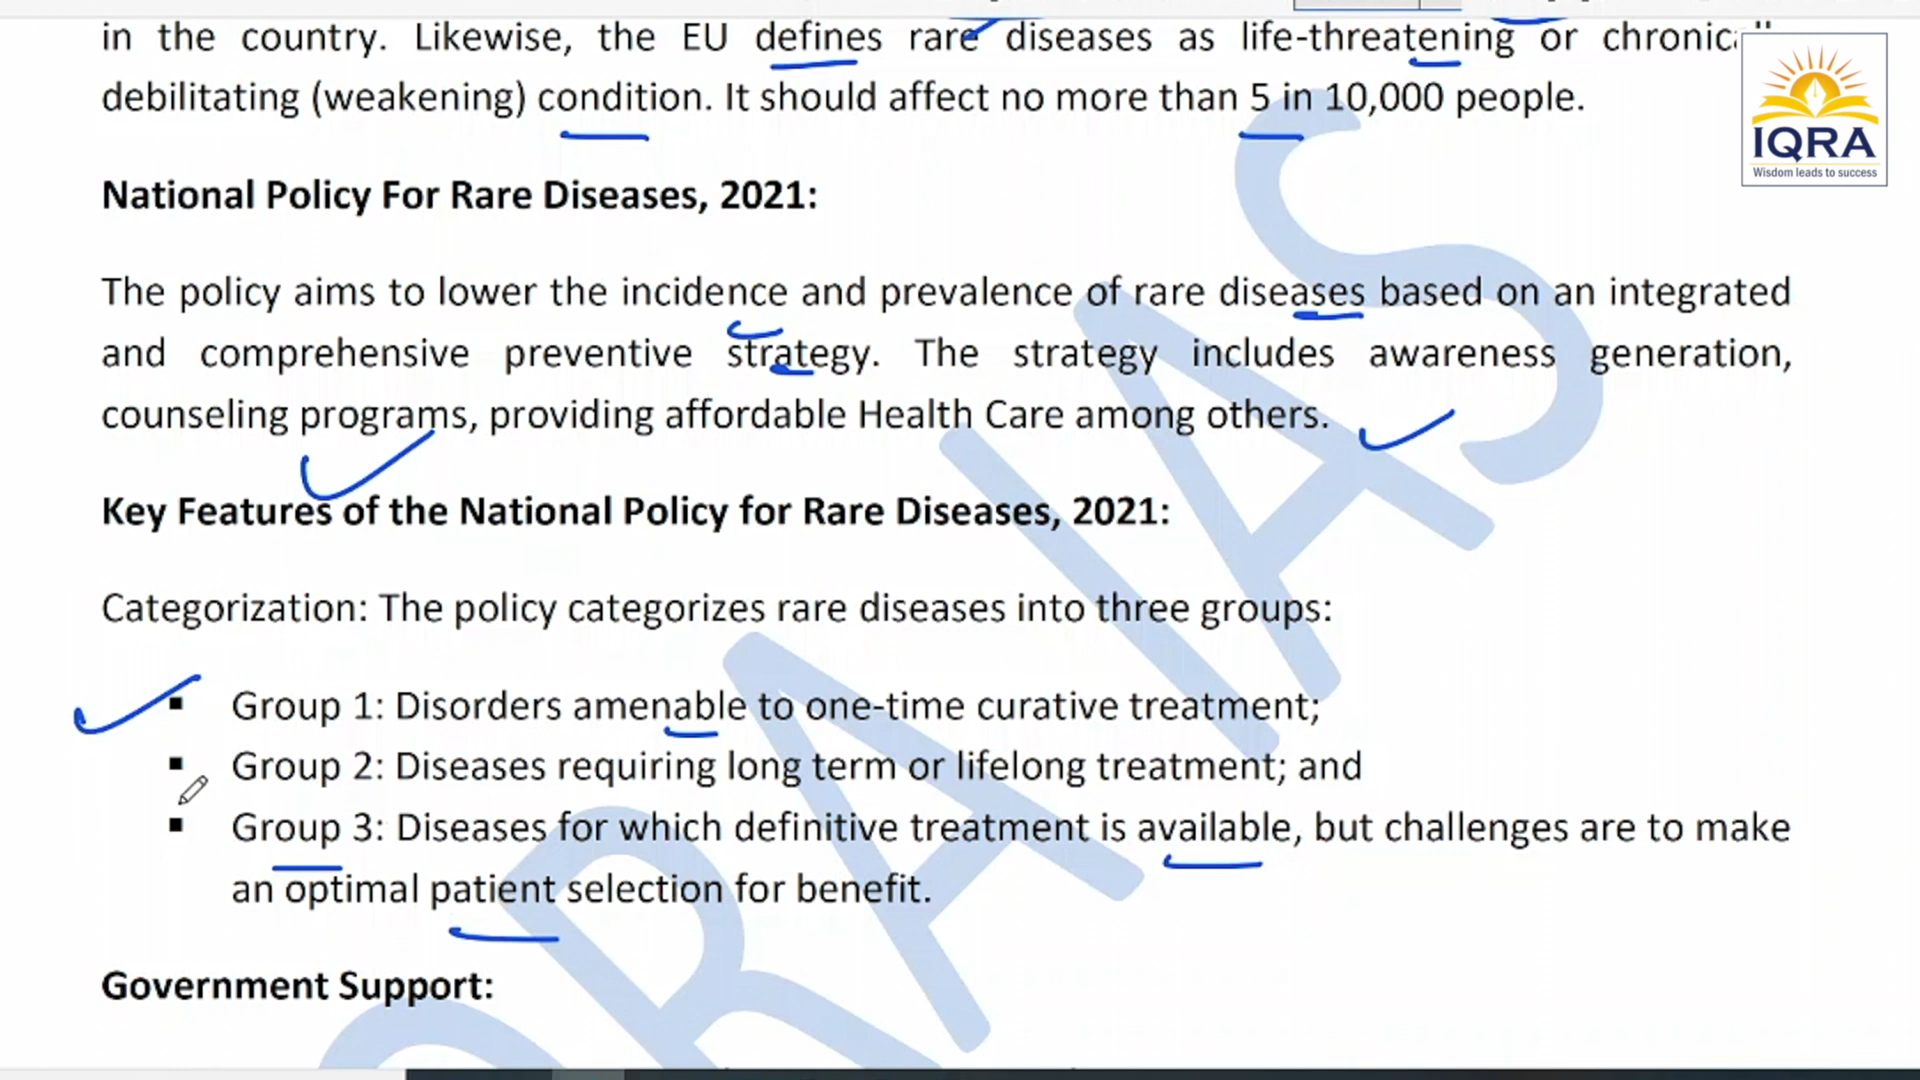 in the country. Likewise, the EU defines rare diseases as life-threatening or
debilitating (weakening) condition. It should affect no more than 5 in 10,000 people.
IQRA
Wisdom leads to success
National Policy For Rare Diseases, 2021:
The policy aims to lower the incidence and prevalence of rare diseases based on an integrated
and comprehensive preventive strategy. The strategy includes awareness generation,
counseling programs, providing affordable Health Care among others.
Key Features of the National Policy for Rare Diseases, 2021:
Categorization: The policy categorizes rare diseases into three groups:
▪ Group 1: Disorders amenable to one-time curative treatment;
▪ Group 2: Diseases requiring long term or lifelong treatment; and
▪ Group 3: Diseases for which definitive treatment is available, but challenges are to make
an optimal patient selection for benefit.
Government Support:
RA IAS